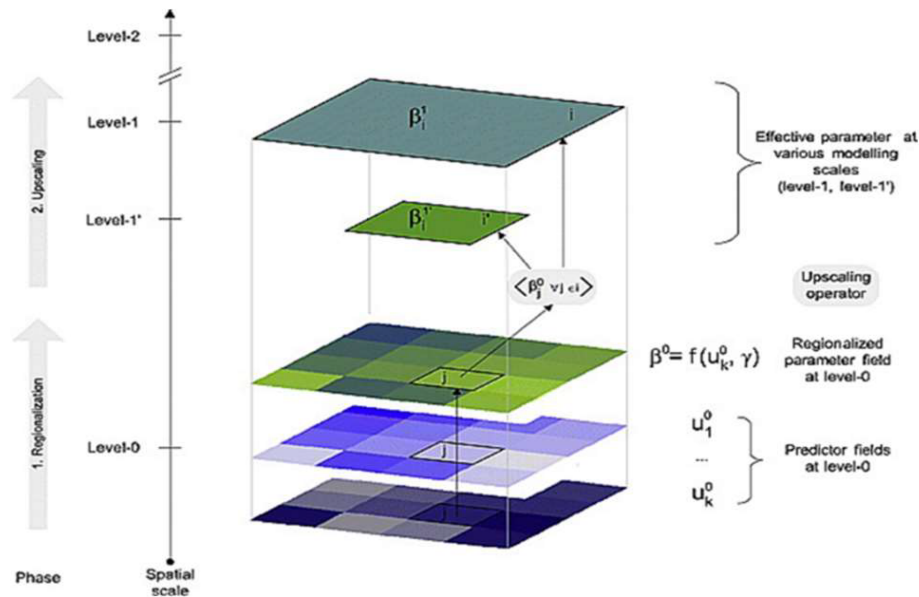 Level-2
Level-1
Level-1'
Level-0
2. Upscaling
1. Regionalization
Phase
Spatial
scale
β¹ᵢ
i
β¹'ᵢ
i'
⟨β⁰ⱼ ∀j ϵi⟩
j
j
j
Effective parameter at
various modelling
scales
(level-1, level-1')
Upscaling
operator
β⁰= f(u⁰ₖ, γ)
Regionalized
parameter field
at level-0
u⁰₁
...
u⁰ₖ
Predictor fields
at level-0